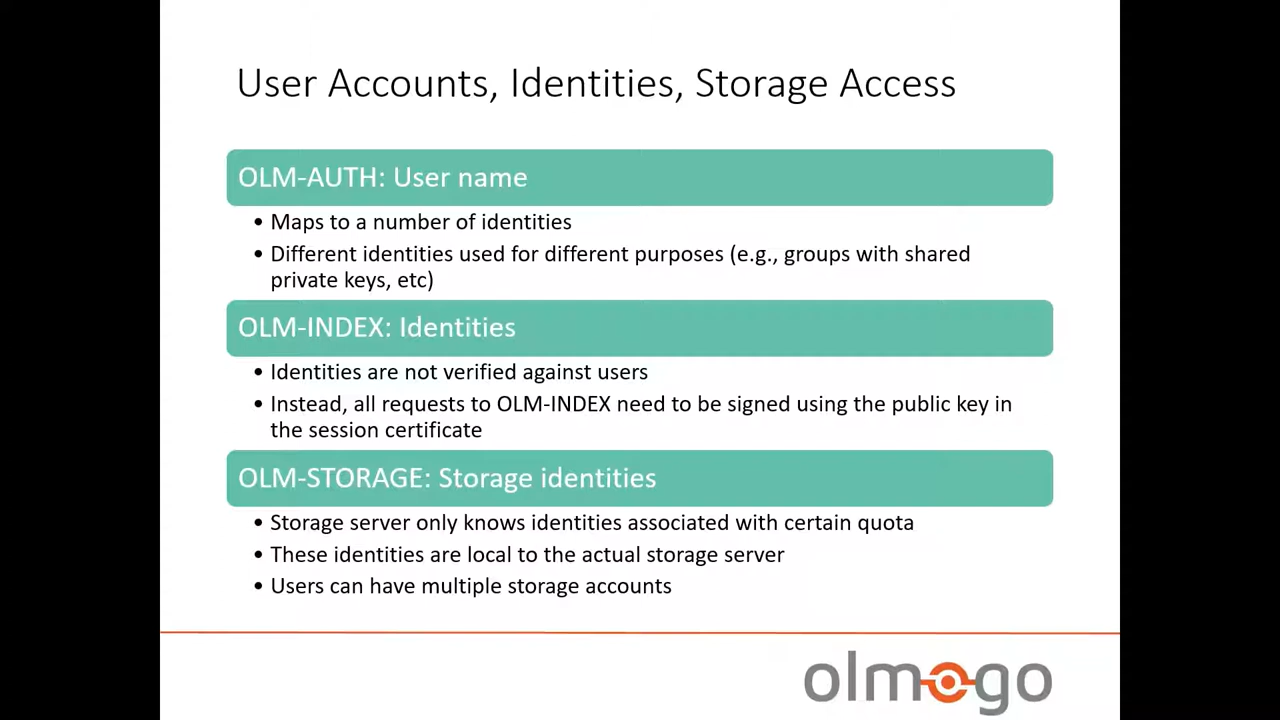 User Accounts, Identities, Storage Access
OLM-AUTH: User name
• Maps to a number of identities
• Different identities used for different purposes (e.g., groups with shared
private keys, etc)
OLM-INDEX: Identities
• Identities are not verified against users
• Instead, all requests to OLM-INDEX need to be signed using the public key in
the session certificate
OLM-STORAGE: Storage identities
• Storage server only knows identities associated with certain quota
• These identities are local to the actual storage server
• Users can have multiple storage accounts
olmogo